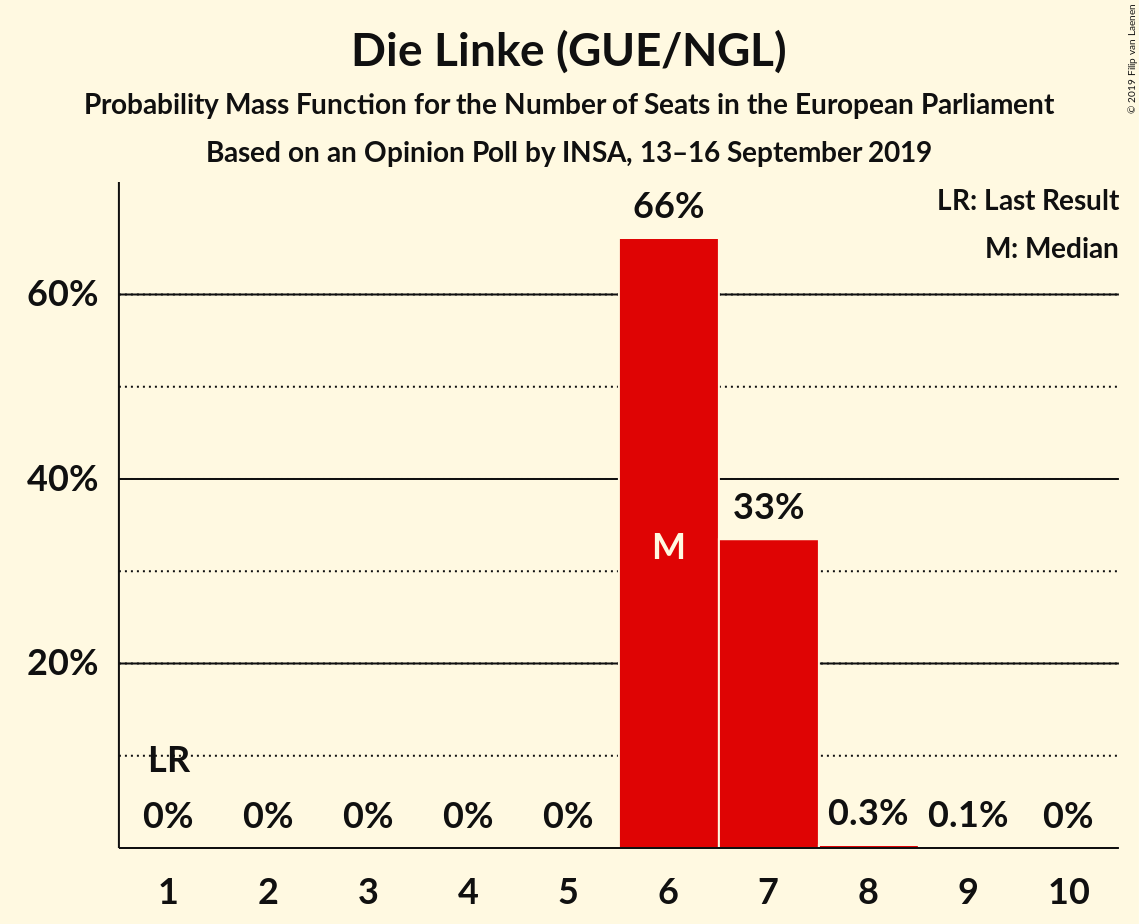 Die Linke (GUE/NGL)
Probability Mass Function for the Number of Seats in the European Parliament
Based on an Opinion Poll by INSA, 13–16 September 2019
© 2019 Filip van Laenen
LR: Last Result
M: Median
66%
60%
40%
33%
M
20%
LR
0% 0% 0% 0% 0% 0.3% 0.1% 0%
1 2 3 4 5 6 7 8 9 10